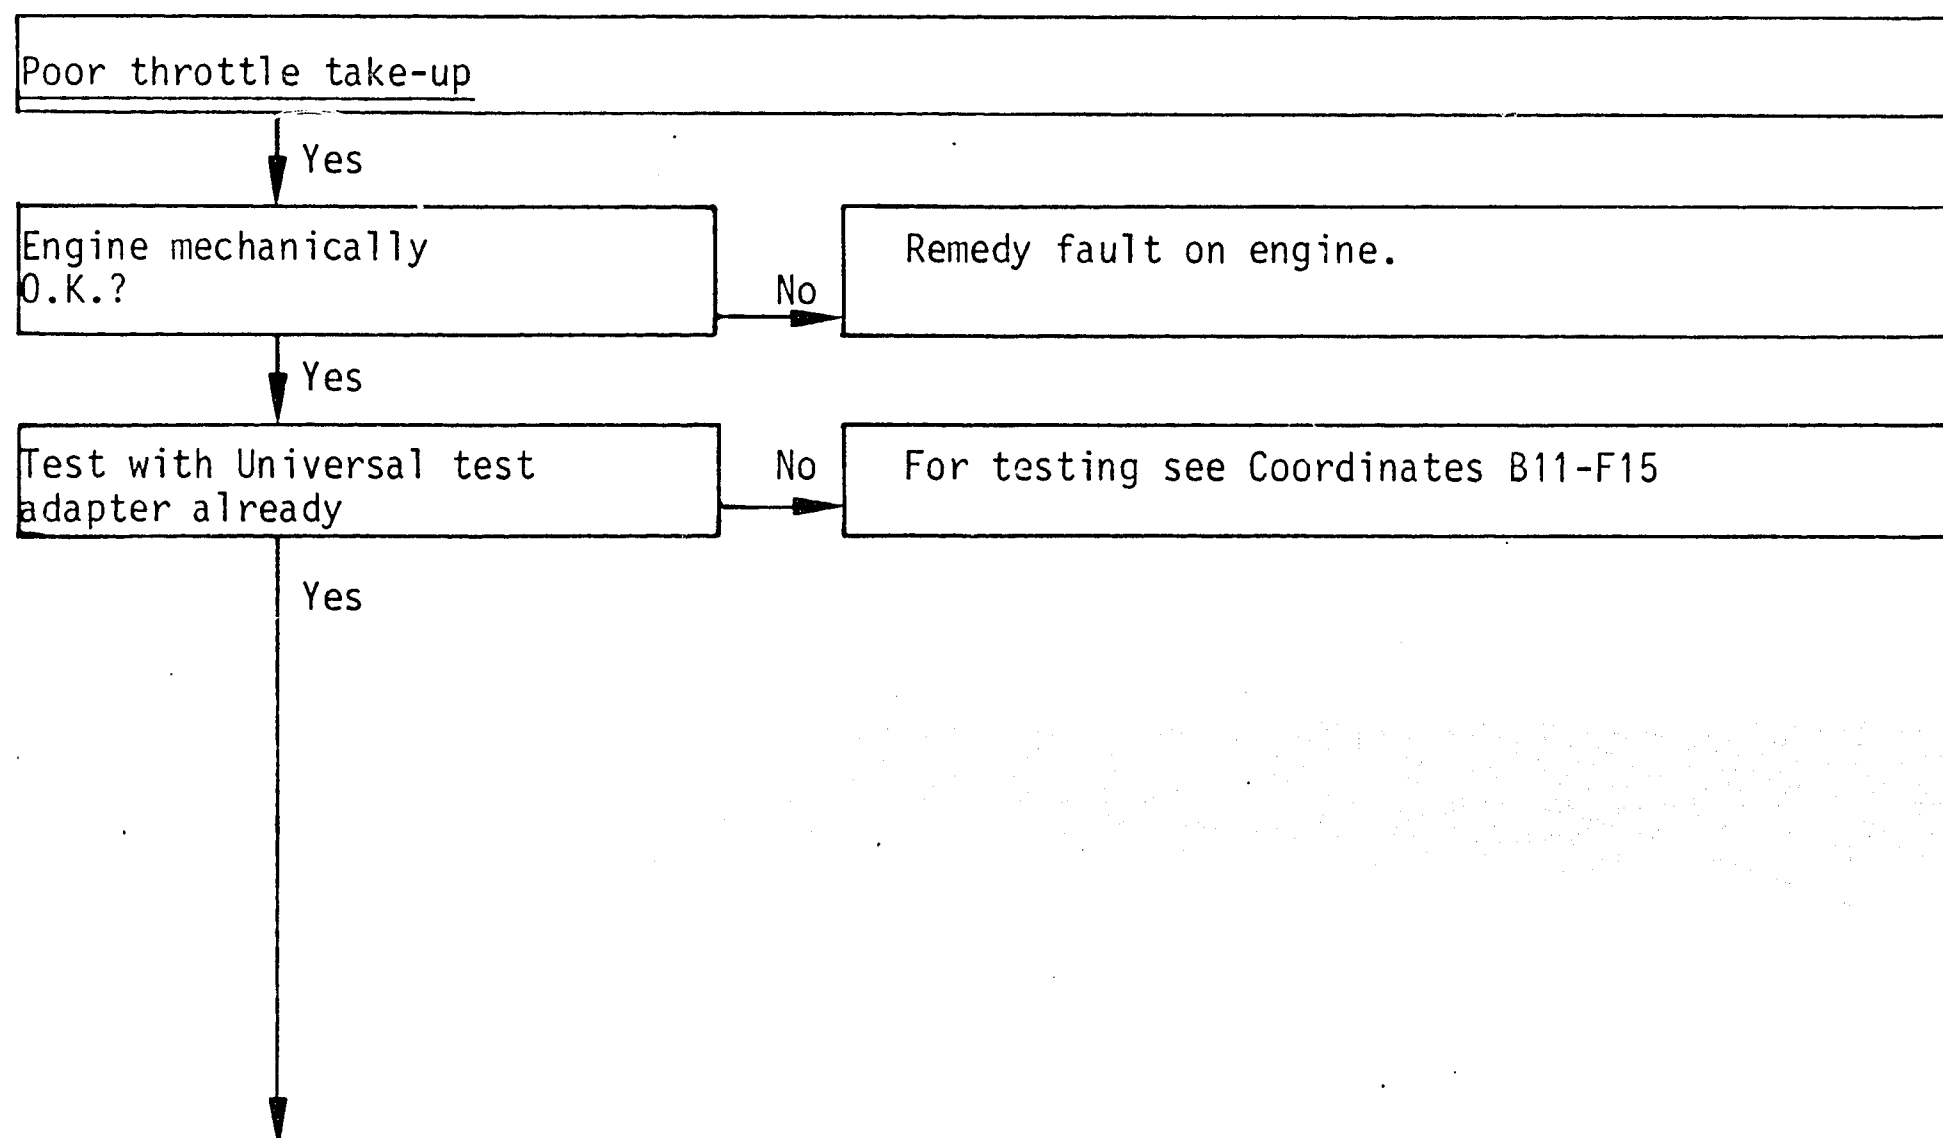 Poor throttle take-up
Yes
Engine mechanically
O.K.?
No
Remedy fault on engine.
Yes
Test with Universal test
adapter already
No
For testing see Coordinates B11-F15
Yes